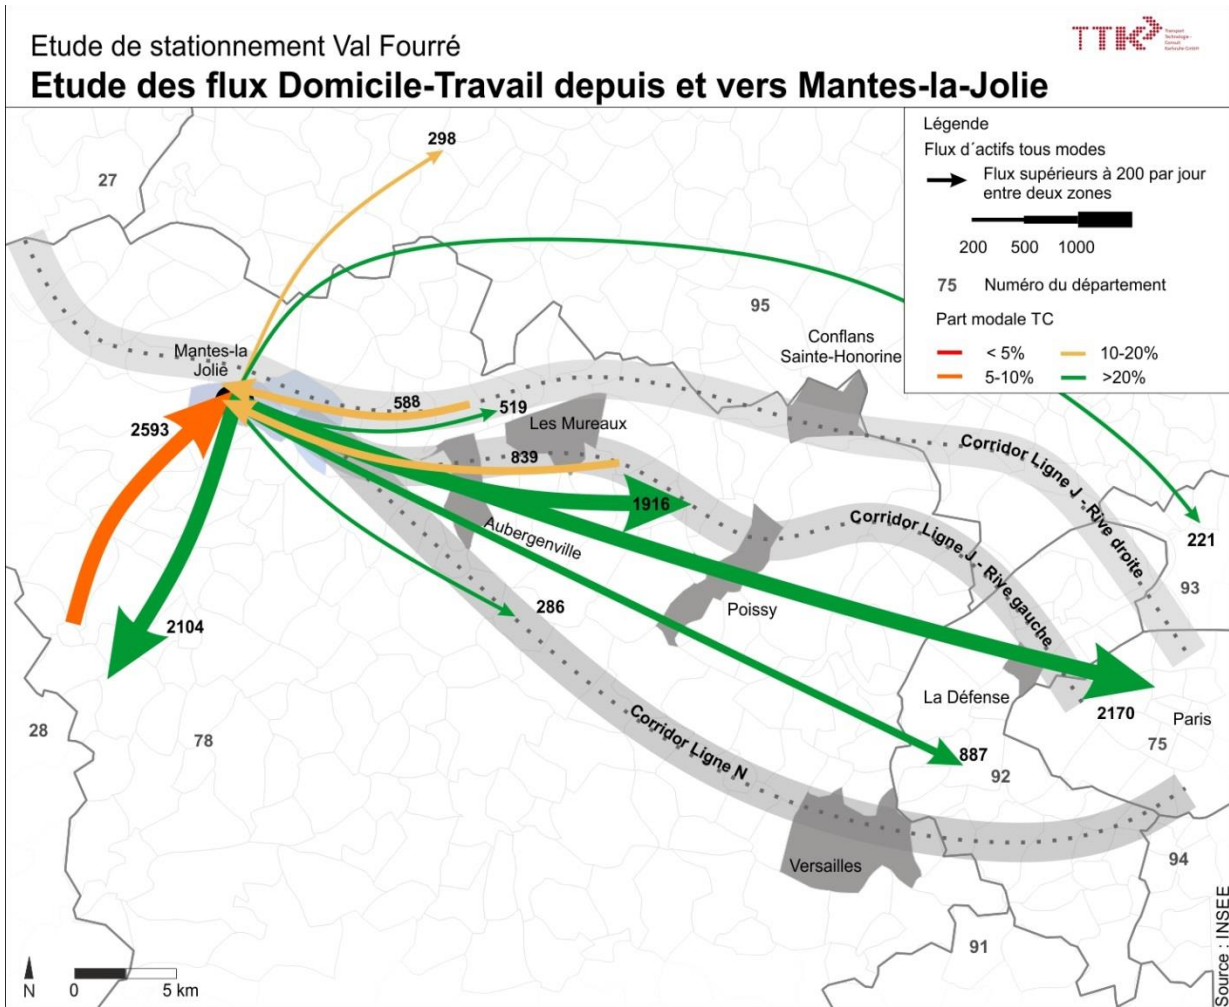 Etude de stationnement Val Fourré
Etude des flux Domicile-Travail depuis et vers Mantes-la-Jolie
TTK
Transport
Technologie -
Consult
Karlsruhe GmbH
Légende
Flux d´actifs tous modes
Flux supérieurs à 200 par jour
entre deux zones
200 500 1000
75 Numéro du département
Part modale TC
< 5% 10-20%
5-10% >20%
298
27
95
Conflans
Sainte-Honorine
Mantes-la
Jolie
588
519
Les Mureaux
2593
839
Corridor Ligne J - Rive droite
1916
Aubergenville
Corridor Ligne J - Rive gauche
221
93
286
Poissy
2104
La Défense
2170
Paris
28
78
Corridor Ligne N
75
887
92
Versailles
94
91
N
0 5 km
Source : INSEE